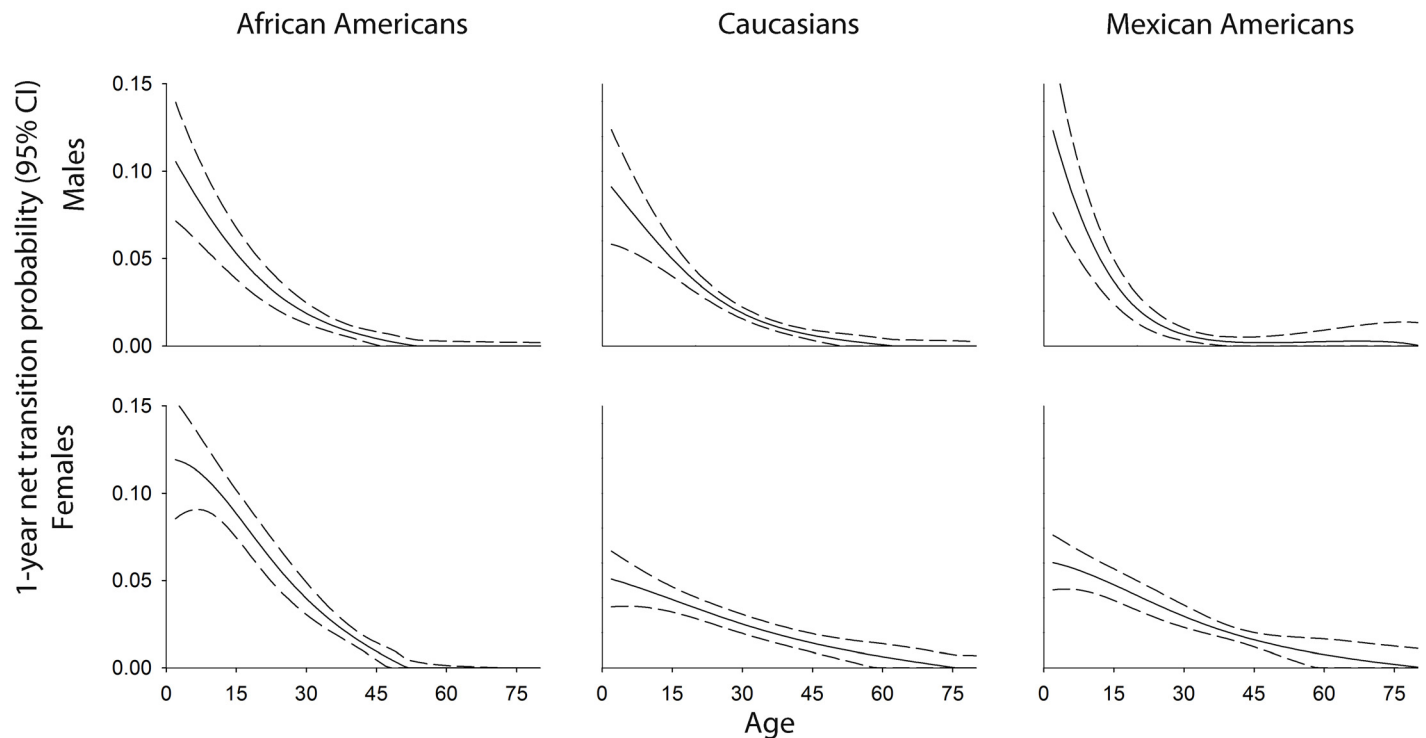 African Americans Caucasians Mexican Americans
1-year net transition probability (95% CI)
Males
0.15
0.10
0.05
0.00
Females
0.15
0.10
0.05
0.00
0 15 30 45 60 75 0 15 30 45 60 75 0 15 30 45 60 75
Age